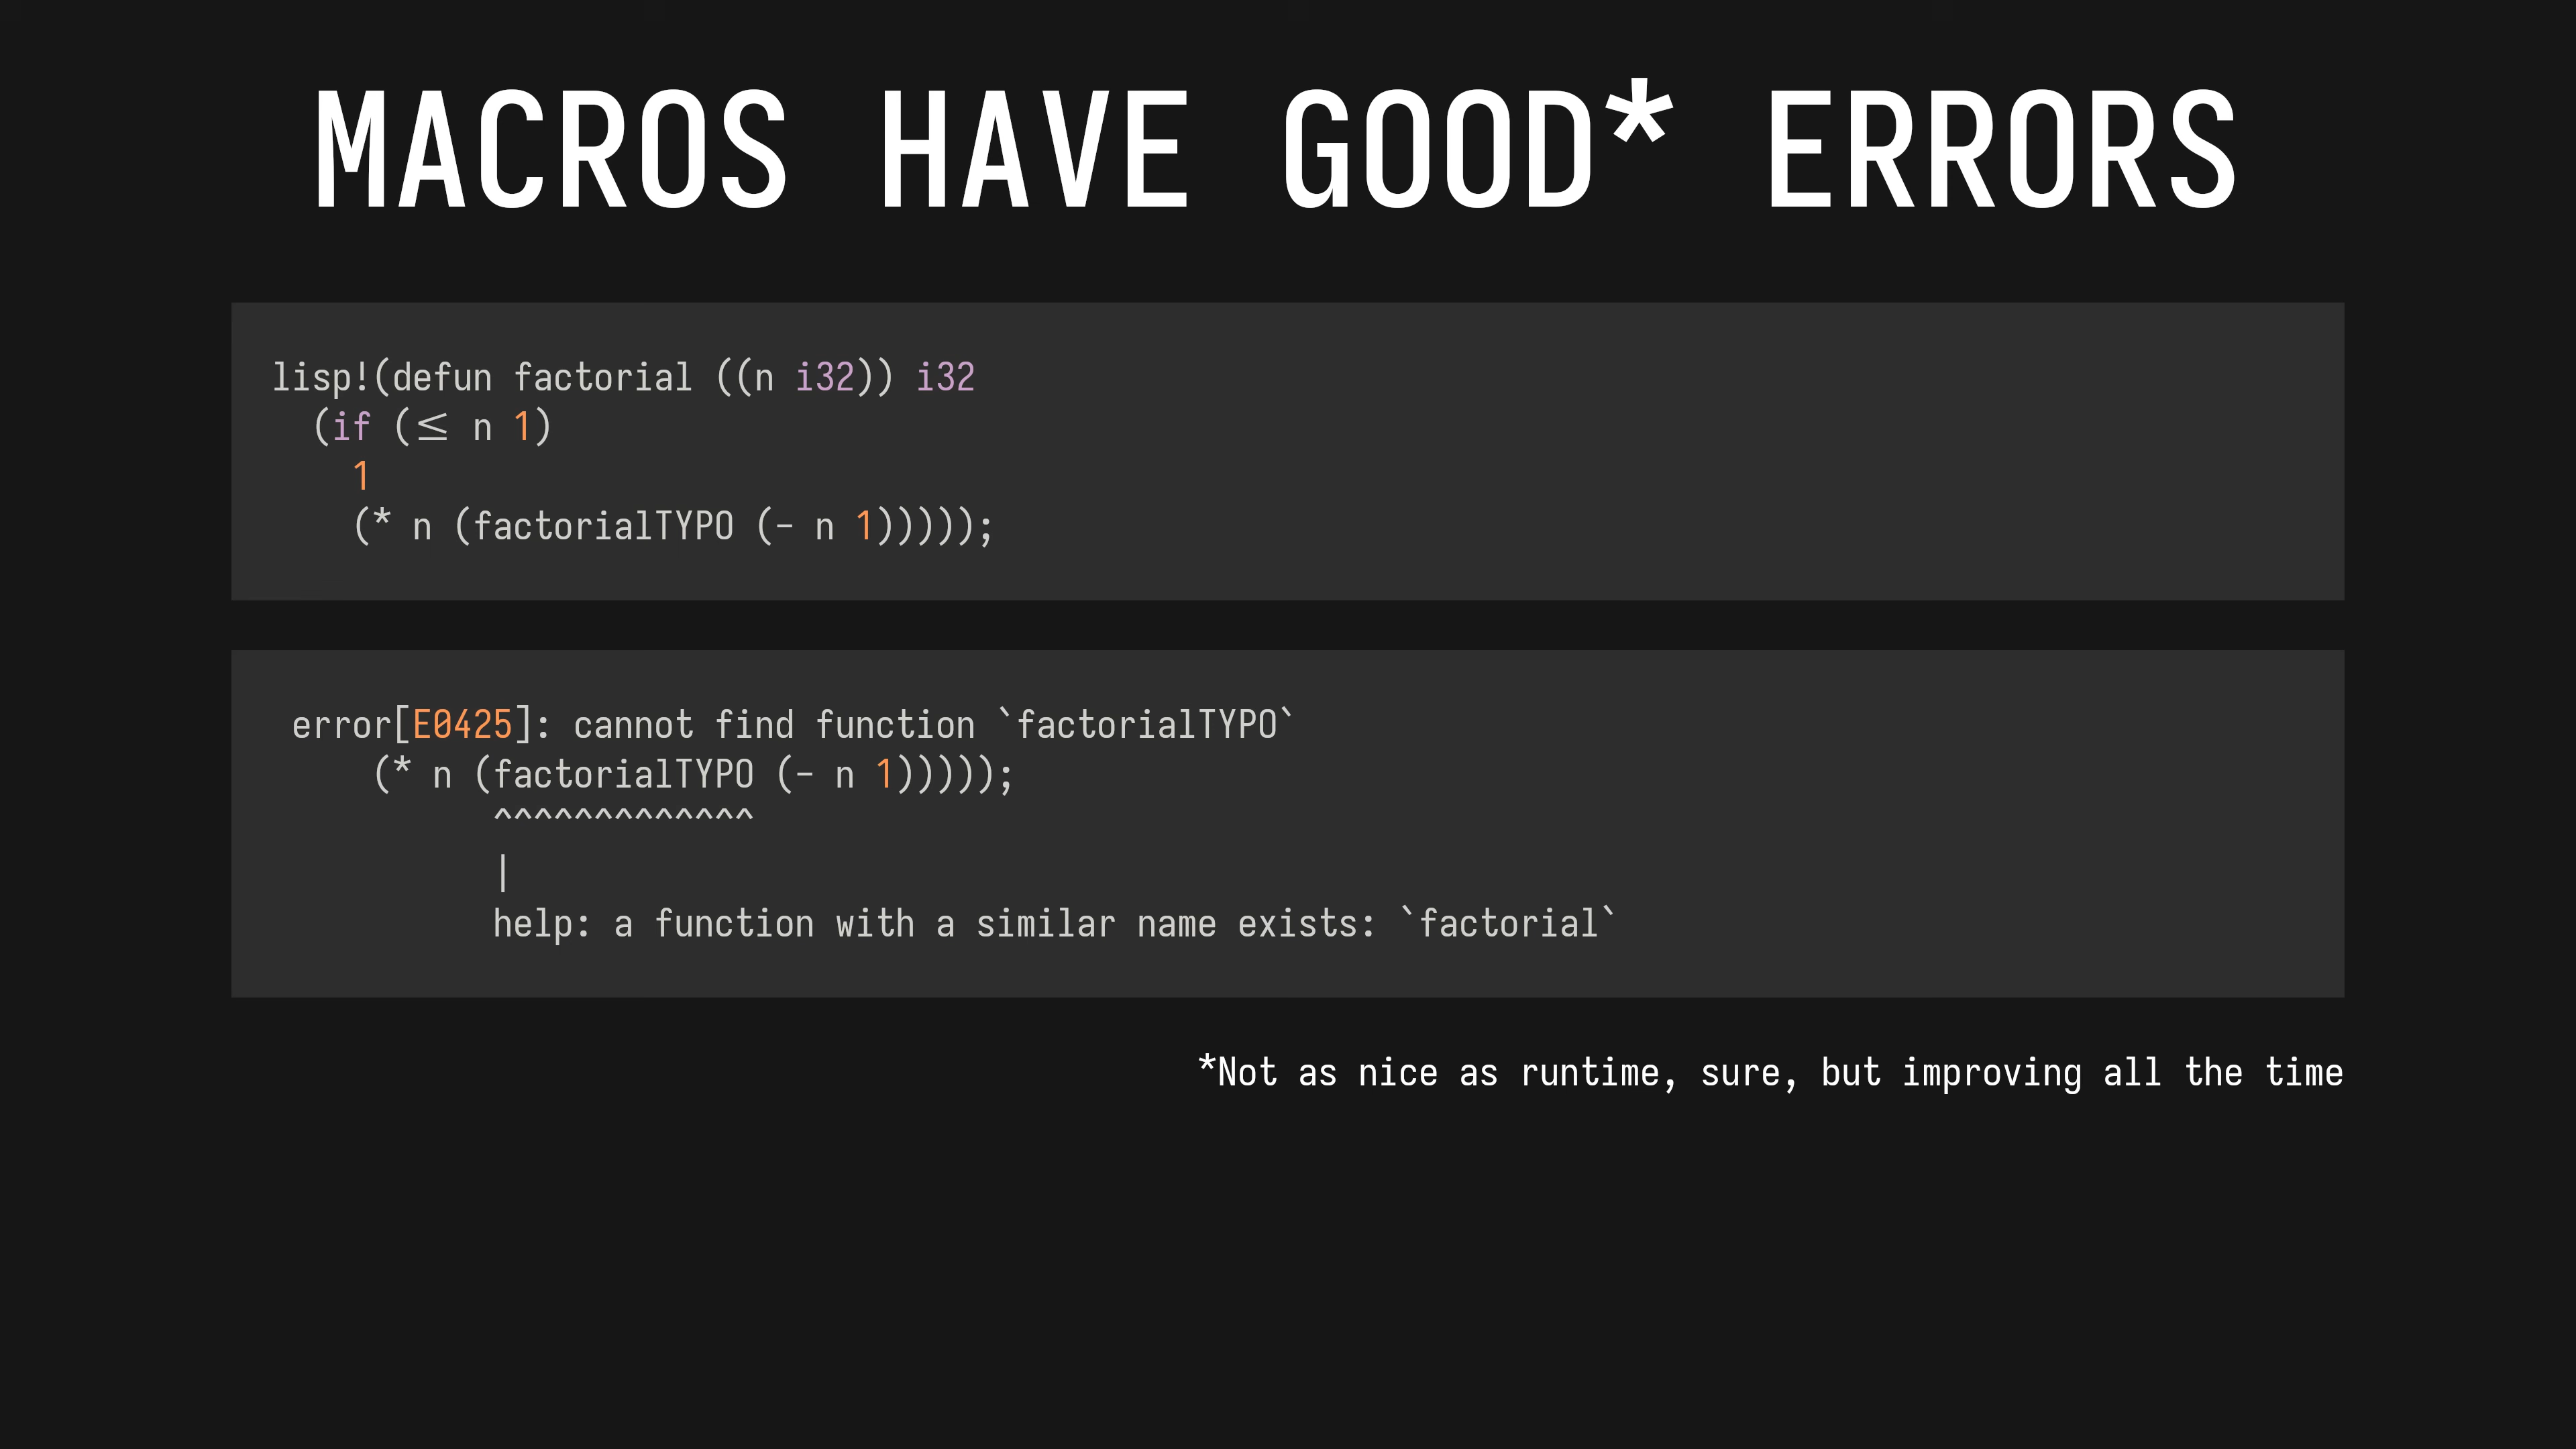 MACROS HAVE GOOD* ERRORS
lisp!(defun factorial ((n i32)) i32
  (if (≤ n 1)
    1
    (* n (factorialTYPO (- n 1)))));
error[E0425]: cannot find function `factorialTYPO`
    (* n (factorialTYPO (- n 1)))));
          ^^^^^^^^^^^^^
          |
          help: a function with a similar name exists: `factorial`
*Not as nice as runtime, sure, but improving all the time